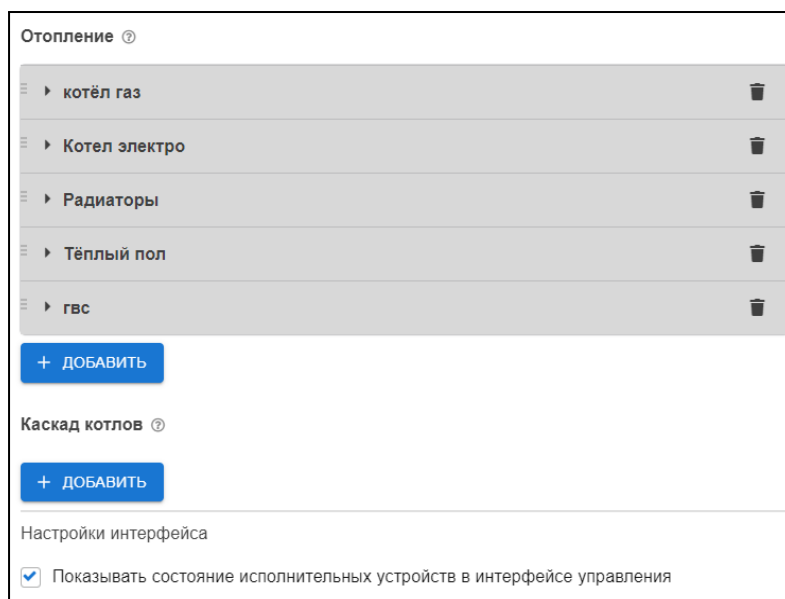 Отопление
котёл газ
Котел электро
Радиаторы
Тёплый пол
гвс
+ ДОБАВИТЬ
Каскад котлов
+ ДОБАВИТЬ
Настройки интерфейса
Показывать состояние исполнительных устройств в интерфейсе управления